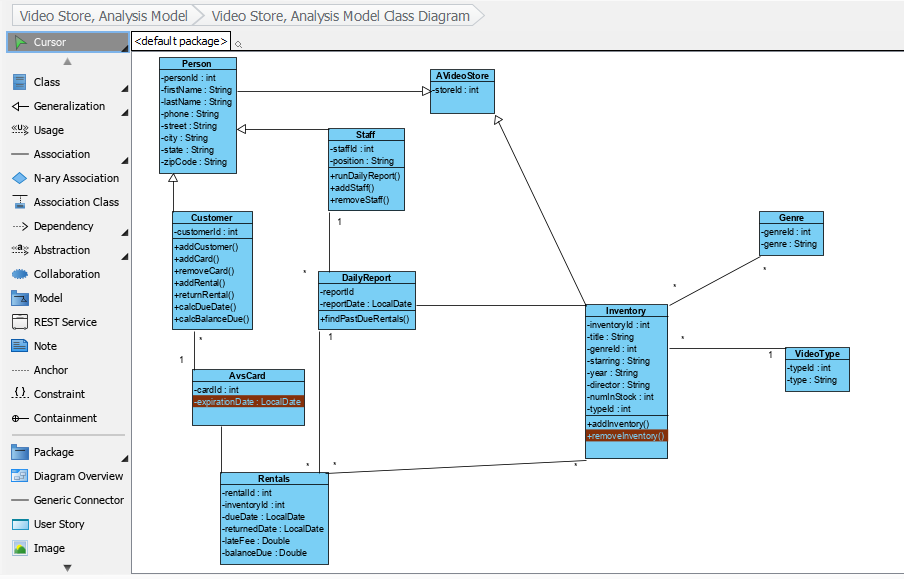 Video Store, Analysis Model
Video Store, Analysis Model Class Diagram
Cursor
Class
Generalization
Usage
Association
N-ary Association
Association Class
Dependency
Abstraction
Collaboration
Model
REST Service
Note
Anchor
Constraint
Containment
Package
Diagram Overview
Generic Connector
User Story
Image
<default package>
Person
-personId : int
-firstName : String
-lastName : String
-phone : String
-street : String
-city : String
-state : String
-zipCode : String
AVideoStore
-storeId : int
Staff
-staffId : int
-position : String
+runDailyReport()
+addStaff()
+removeStaff()
1
Customer
-customerId : int
+addCustomer()
+addCard()
+removeCard()
+addRental()
+returnRental()
+calcDueDate()
+calcBalanceDue()
*
1
Genre
-genreId : int
-genre : String
*
*
*
DailyReport
-reportId
-reportDate : LocalDate
+findPastDueRentals()
1
Inventory
-inventoryId : int
-title : String
-genreId : int
-starring : String
-year : String
-director : String
-numInStock : int
-typeId : int
+addInventory()
+removeInventory()
*
1
VideoType
-typeId : int
-type : String
AvsCard
-cardId : int
-expirationDate : LocalDate
*
*
*
Rentals
-rentalId : int
-inventoryId : int
-dueDate : LocalDate
-returnedDate : LocalDate
-lateFee : Double
-balanceDue : Double